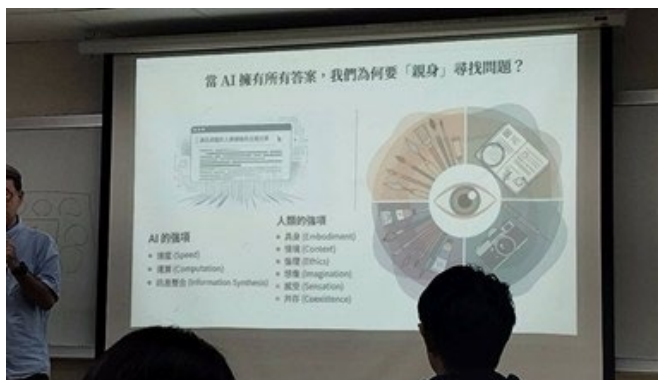 當 AI 擁有所有答案，我們為何要「親身」尋找問題？
AI 的強項
• 速度 (Speed)
• 運算 (Computation)
• 訊息整合 (Information Synthesis)
人類的強項
• 具身 (Embodiment)
• 情境 (Context)
• 倫理 (Ethics)
• 想像 (Imagination)
• 感受 (Sensation)
• 共存 (Coexistence)